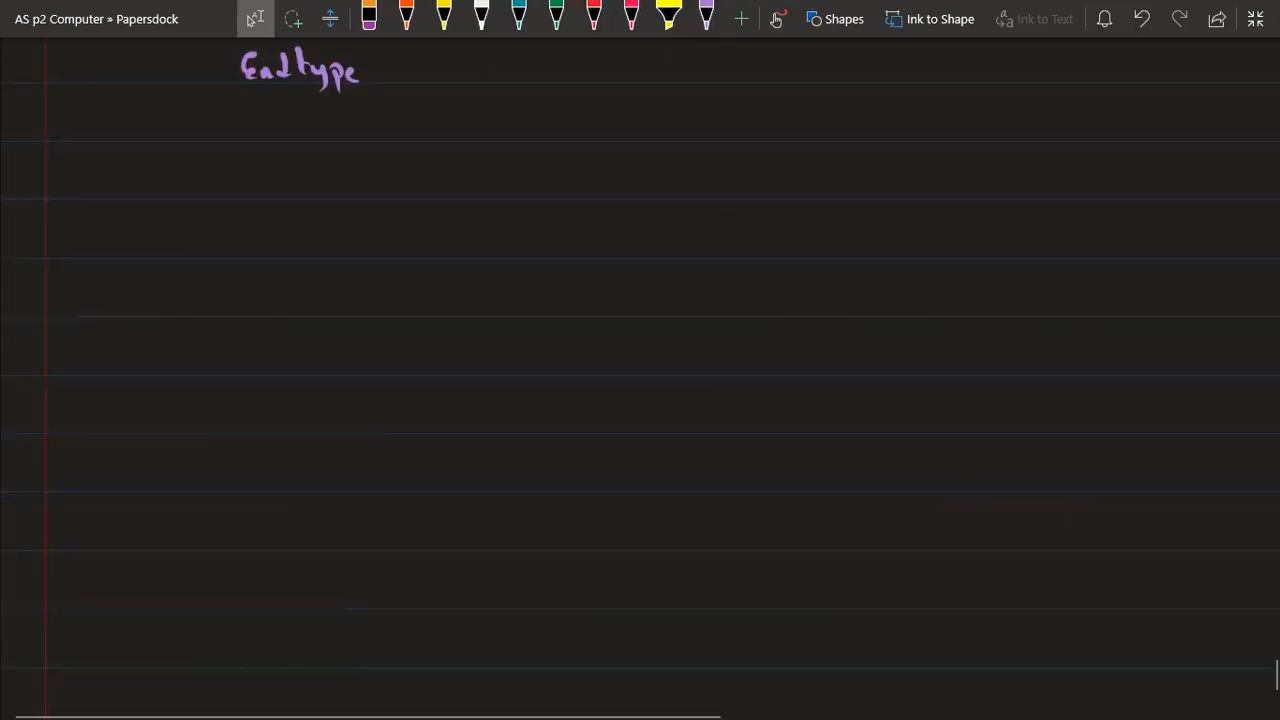 AS p2 Computer » Papersdock
Shapes
Ink to Shape
Ink to Text
Endtype